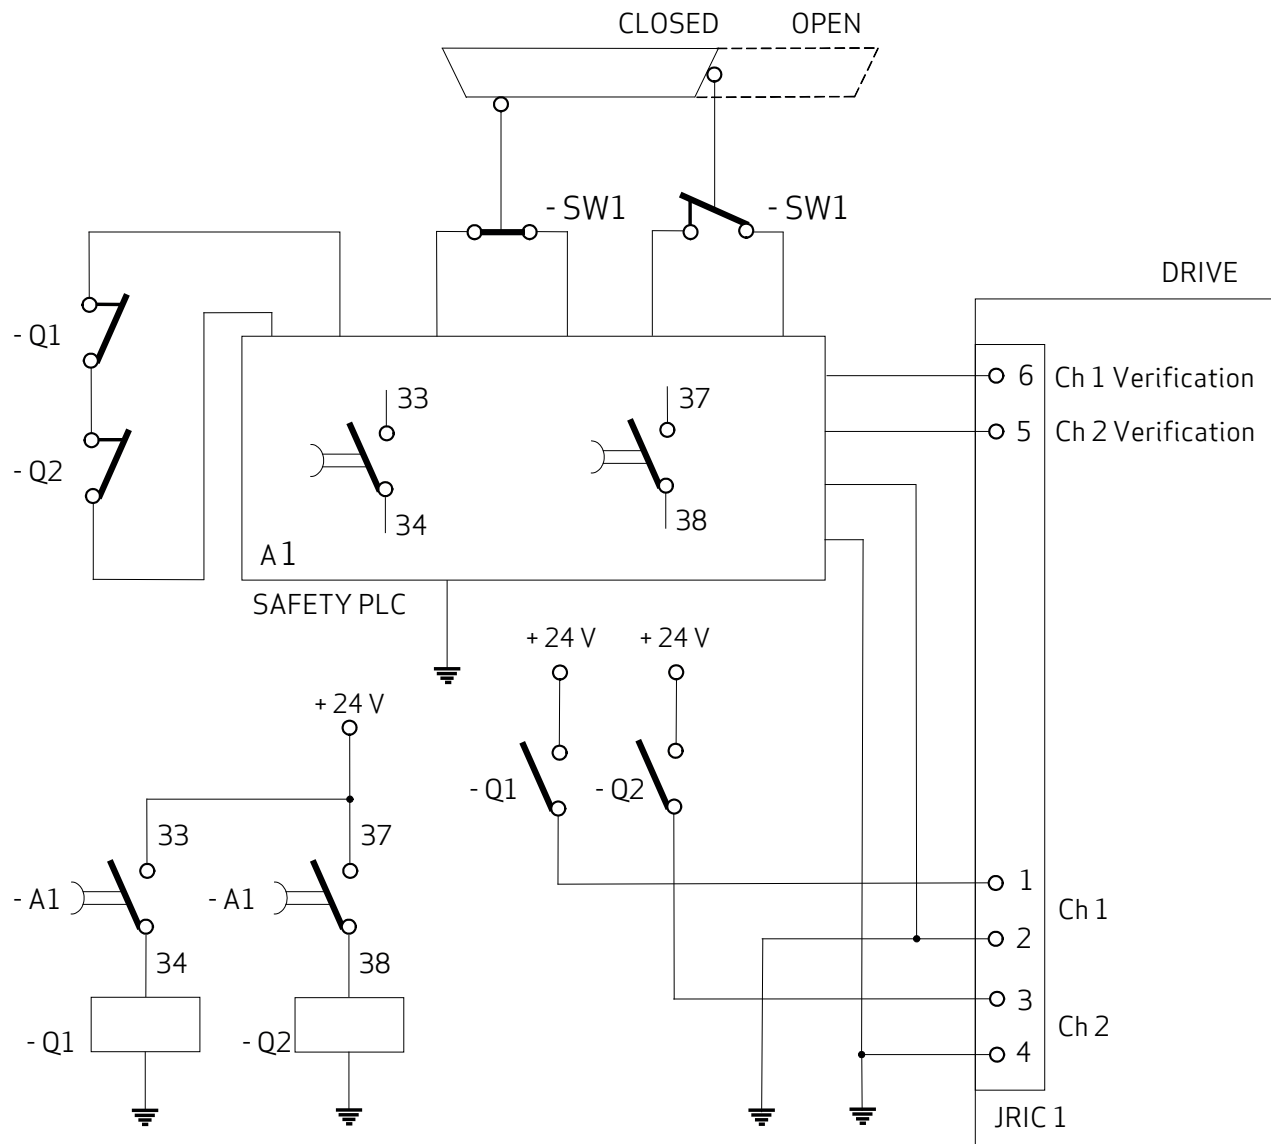 CLOSED OPEN
- SW1 - SW1
DRIVE
- Q1
6 Ch 1 Verification
33 37
5 Ch 2 Verification
- Q2
34 38
A 1
SAFETY PLC
+ 24 V + 24 V
+ 24 V
- Q1 - Q2
33 37
1
- A1 - A1
Ch 1
2
34 38
3
Ch 2
- Q1 - Q2
4
JRIC 1